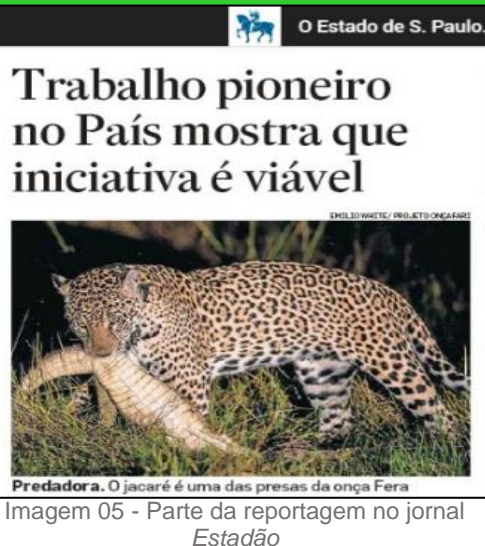 O Estado de S. Paulo.
Trabalho pioneiro
no País mostra que
iniciativa é viável
EMILIO WHITE/ PROJETO ONÇAFARI
Predadora. O jacaré é uma das presas da onça Fera
Imagem 05 - Parte da reportagem no jornal
Estadão